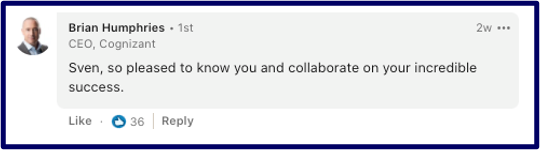 Brian Humphries • 1st
2w •••
CEO, Cognizant
Sven, so pleased to know you and collaborate on your incredible
success.
Like · 36 | Reply